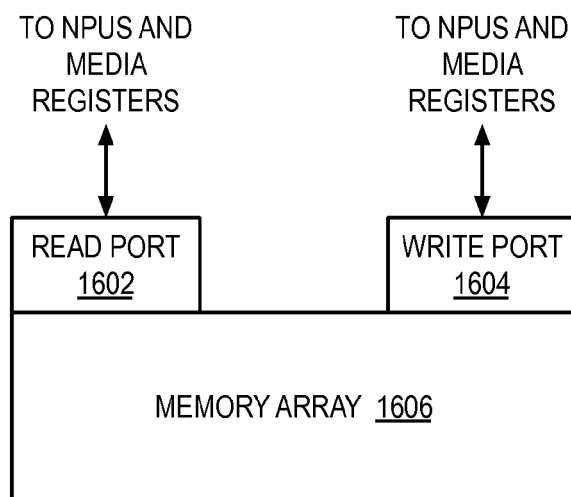 TO NPUS AND
MEDIA
REGISTERS
TO NPUS AND
MEDIA
REGISTERS
READ PORT
1602
WRITE PORT
1604
MEMORY ARRAY 1606